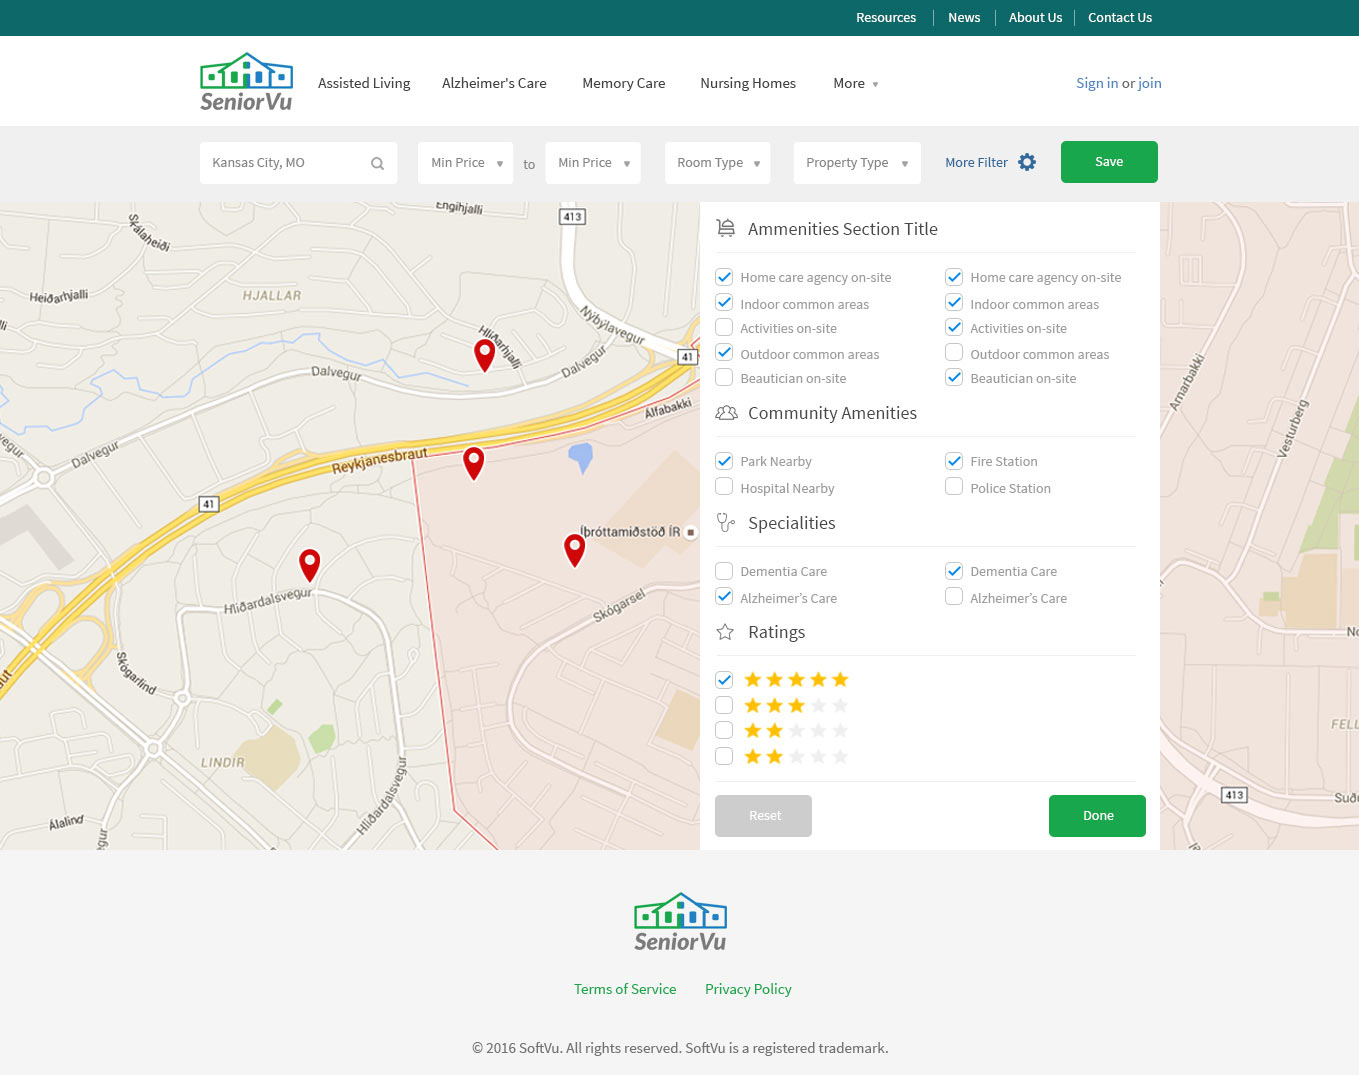 Resources
News
About Us
Contact Us
SeniorVu
Assisted Living
Alzheimer's Care
Memory Care
Nursing Homes
More
Sign in or join
Kansas City, MO
Min Price
to
Min Price
Room Type
Property Type
More Filter
Save
Engihjalli
413
Skálaheiði
Heiðarhjalli
HJALLAR
Nýbýlavegur
Hlíðarhjalli
Dalvegur
41
Dalvegur
Álfabakki
Dalvegur
Reykjanesbraut
41
Íþróttamiðstöð ÍR
Hlíðardalsvegur
Skógarsel
Skógarlind
LINDIR
Hlíðardalsvegur
Álalind
Ammenities Section Title
Home care agency on-site
Home care agency on-site
Indoor common areas
Indoor common areas
Activities on-site
Activities on-site
Outdoor common areas
Outdoor common areas
Beautician on-site
Beautician on-site
Community Amenities
Park Nearby
Fire Station
Hospital Nearby
Police Station
Specialities
Dementia Care
Dementia Care
Alzheimer’s Care
Alzheimer’s Care
Ratings
Reset
Done
Arnarbakki
Vesturberg
No
FELL
413
Suðu
SeniorVu
Terms of Service
Privacy Policy
© 2016 SoftVu. All rights reserved. SoftVu is a registered trademark.